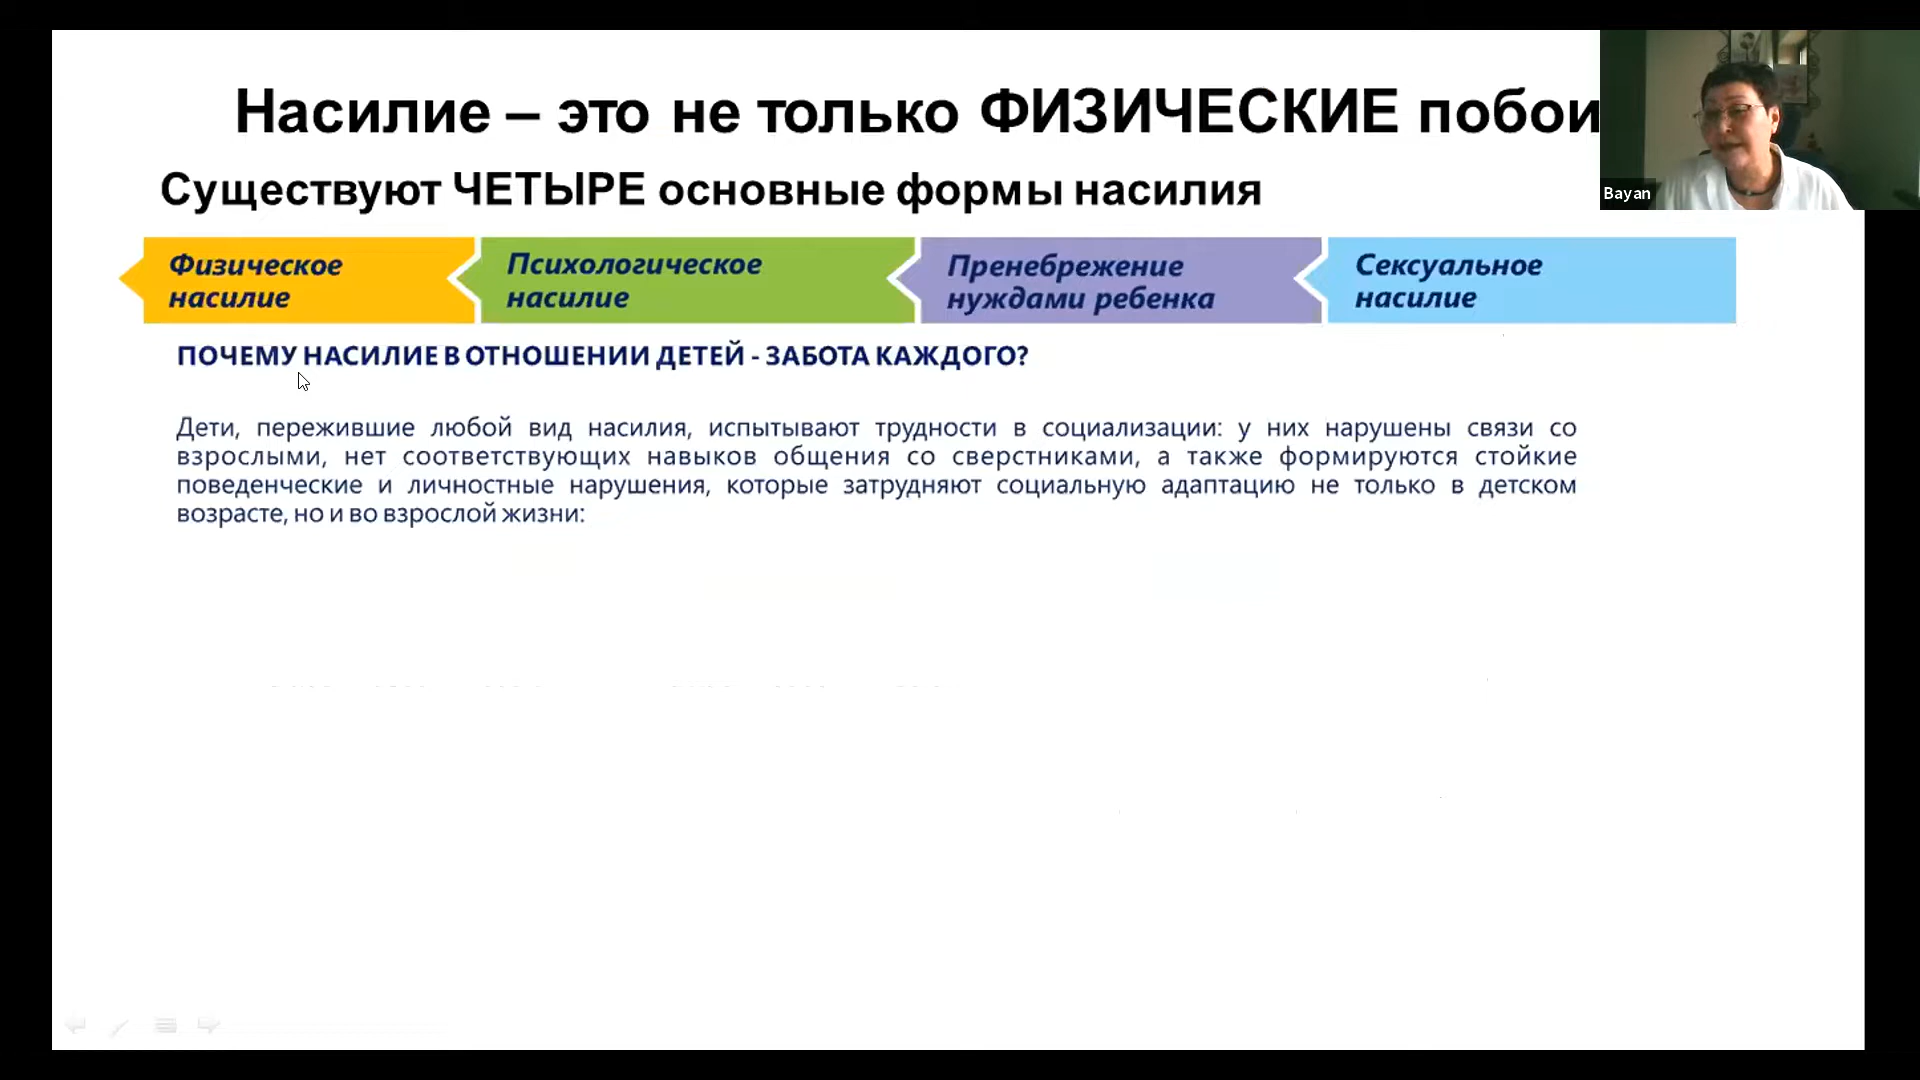 Насилие – это не только ФИЗИЧЕСКИЕ побои
Существуют ЧЕТЫРЕ основные формы насилия
Bayan
Физическое
насилие
Психологическое
насилие
Пренебрежение
нуждами ребенка
Сексуальное
насилие
ПОЧЕМУ НАСИЛИЕ В ОТНОШЕНИИ ДЕТЕЙ - ЗАБОТА КАЖДОГО?
Дети, пережившие любой вид насилия, испытывают трудности в социализации: у них нарушены связи со
взрослыми, нет соответствующих навыков общения со сверстниками, а также формируются стойкие
поведенческие и личностные нарушения, которые затрудняют социальную адаптацию не только в детском
возрасте, но и во взрослой жизни: